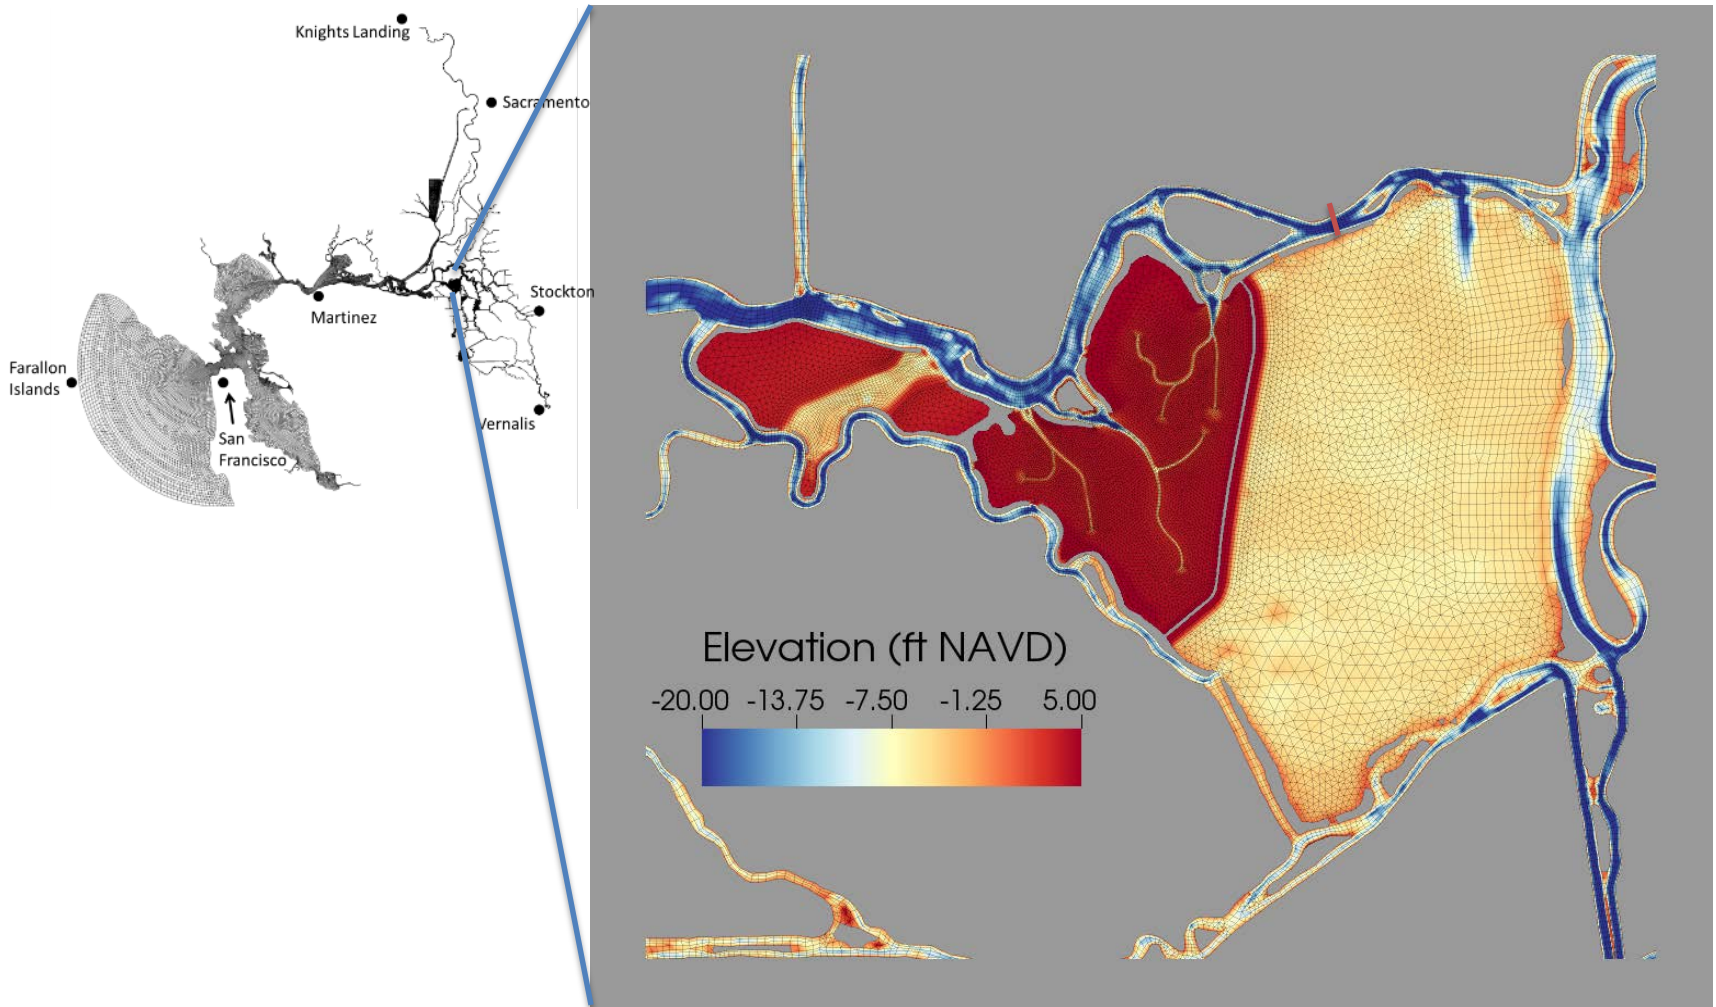 Knights Landing
Sacramento
Stockton
Martinez
Farallon
Islands
Vernalis
San
Francisco
Elevation (ft NAVD)
-20.00 -13.75 -7.50 -1.25 5.00